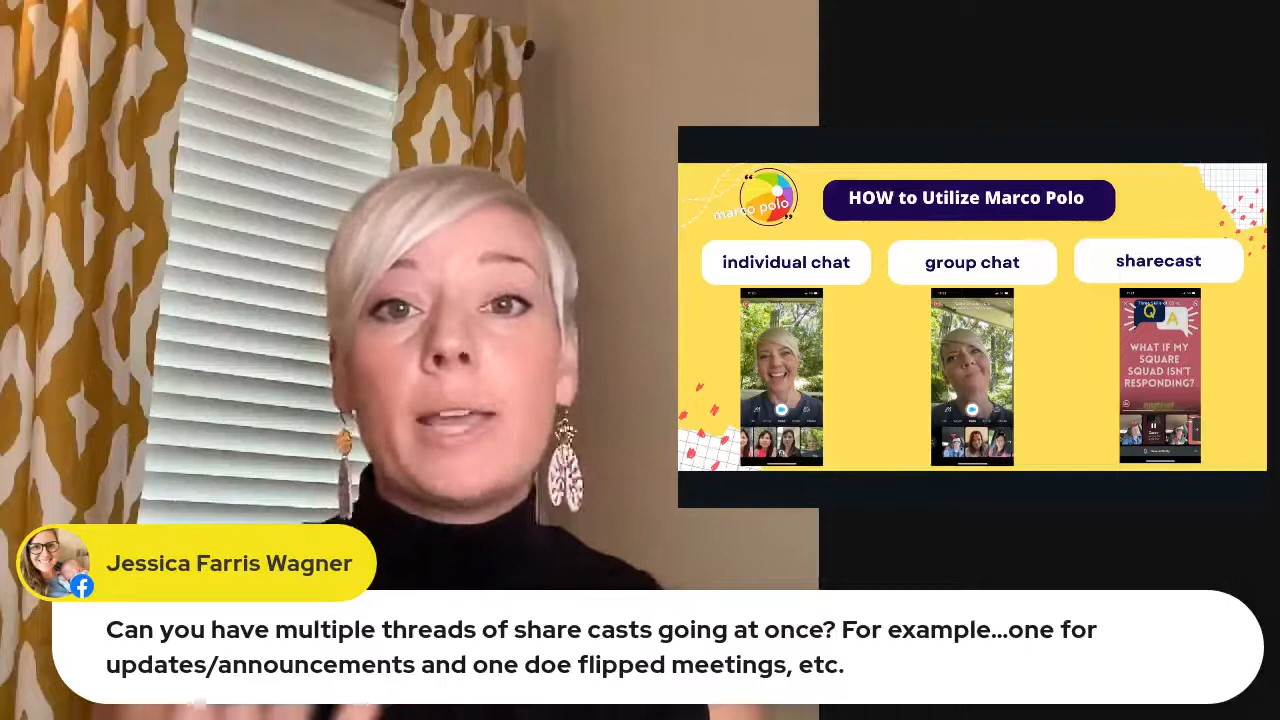 marco polo
HOW to Utilize Marco Polo
individual chat
group chat
sharecast
Q
A
WHAT IF MY
SQUARE
SQUAD ISN'T
RESPONDING?
Jessica Farris Wagner
Can you have multiple threads of share casts going at once? For example...one for
updates/announcements and one doe flipped meetings, etc.